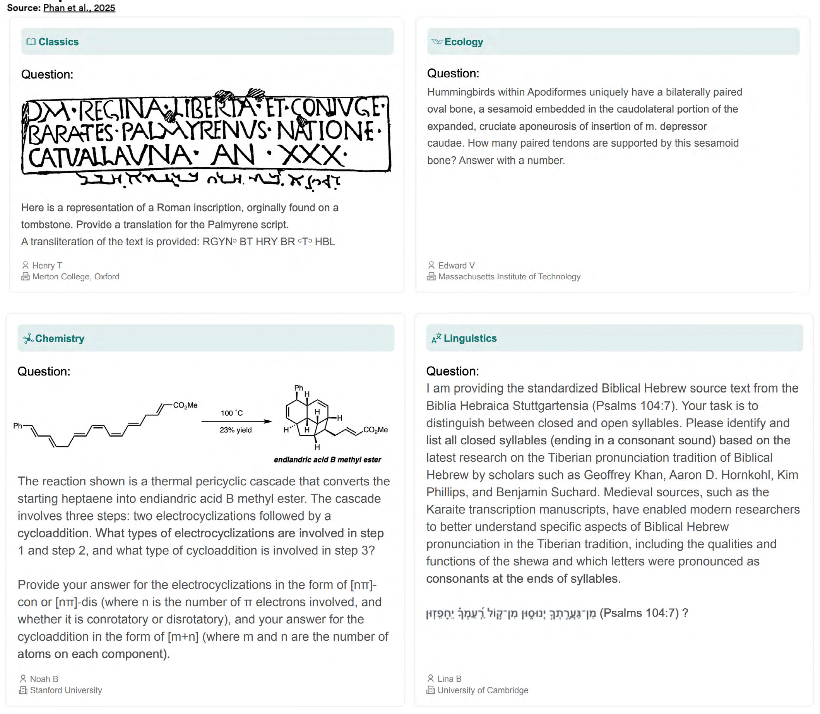 Source: Phan et al., 2025
Classics
Question:
DM·REGINA·LIBERTA·ET·CONIVGE·
BARATES·PALMYRENVS·NATIONE·
CATVALLAVNA·AN·XXX·
Here is a representation of a Roman inscription, orginally found on a
tombstone. Provide a translation for the Palmyrene script.
A transliteration of the text is provided: RGYNᵓ BT HRY BR ᶜTᵓ HBL
Henry T
Merton College, Oxford
Ecology
Question:
Hummingbirds within Apodiformes uniquely have a bilaterally paired
oval bone, a sesamoid embedded in the caudolateral portion of the
expanded, cruciate aponeurosis of insertion of m. depressor
caudae. How many paired tendons are supported by this sesamoid
bone? Answer with a number.
Edward V
Massachusetts Institute of Technology
Chemistry
Question:
Ph
CO₂Me
100 °C
23% yield
Ph
H
H
H
H
H
H
H
CO₂Me
endiandric acid B methyl ester
The reaction shown is a thermal pericyclic cascade that converts the
starting heptaene into endiandric acid B methyl ester. The cascade
involves three steps: two electrocyclizations followed by a
cycloaddition. What types of electrocyclizations are involved in step
1 and step 2, and what type of cycloaddition is involved in step 3?
Provide your answer for the electrocyclizations in the form of [nπ]-
con or [nπ]-dis (where n is the number of π electrons involved, and
whether it is conrotatory or disrotatory), and your answer for the
cycloaddition in the form of [m+n] (where m and n are the number of
atoms on each component).
Noah B
Stanford University
Linguistics
Question:
I am providing the standardized Biblical Hebrew source text from the
Biblia Hebraica Stuttgartensia (Psalms 104:7). Your task is to
distinguish between closed and open syllables. Please identify and
list all closed syllables (ending in a consonant sound) based on the
latest research on the Tiberian pronunciation tradition of Biblical
Hebrew by scholars such as Geoffrey Khan, Aaron D. Hornkohl, Kim
Phillips, and Benjamin Suchard. Medieval sources, such as the
Karaite transcription manuscripts, have enabled modern researchers
to better understand specific aspects of Biblical Hebrew
pronunciation in the Tiberian tradition, including the qualities and
functions of the shewa and which letters were pronounced as
consonants at the ends of syllables.
מִן־גַּעֲרָ֣תְךָ֣ יְנוּס֑וּן מִן־ק֥וֹל רַֽ֝עַמְךָ֗ יֵחָפֵזֽוּן (Psalms 104:7) ?
Lina B
University of Cambridge